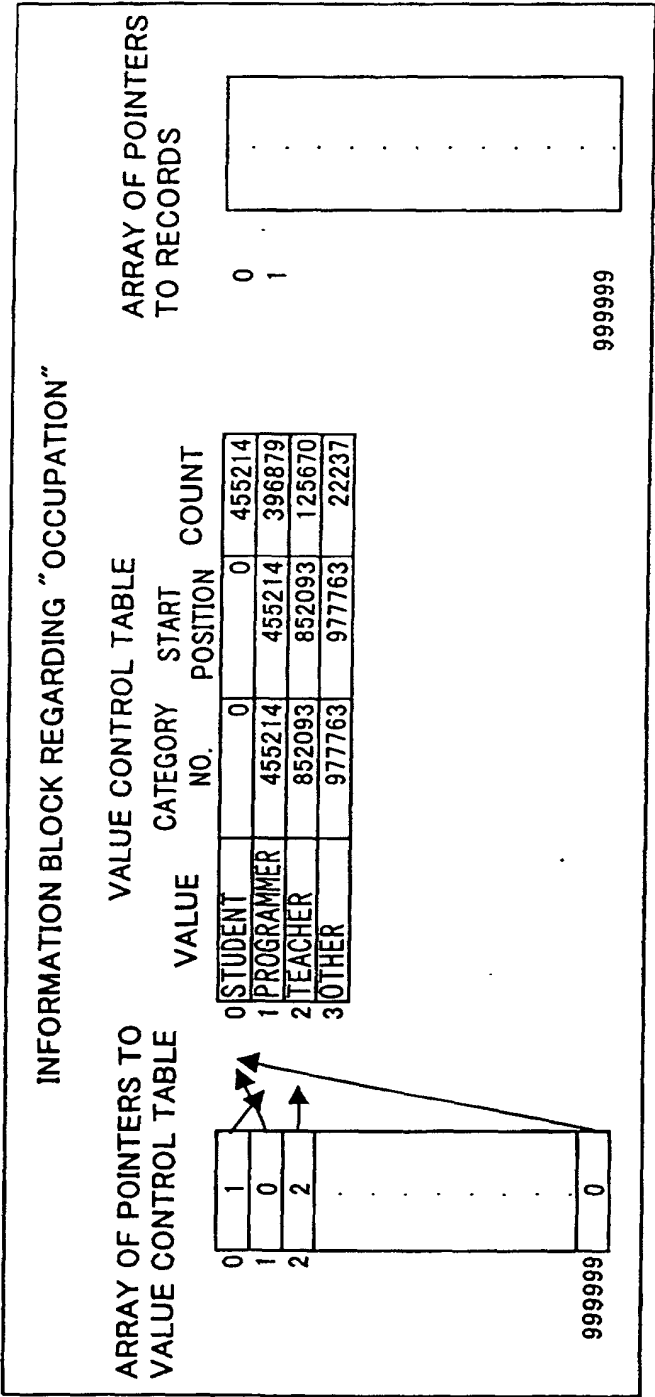 INFORMATION BLOCK REGARDING "OCCUPATION"
ARRAY OF POINTERS TO
VALUE CONTROL TABLE
0 1
1 0
2 2
999999 0
VALUE CONTROL TABLE
VALUE CATEGORY NO. START POSITION COUNT
0 STUDENT 0 0 455214
1 PROGRAMMER 455214 455214 396879
2 TEACHER 852093 852093 125670
3 OTHER 977763 977763 22237
ARRAY OF POINTERS
TO RECORDS
0
1
999999